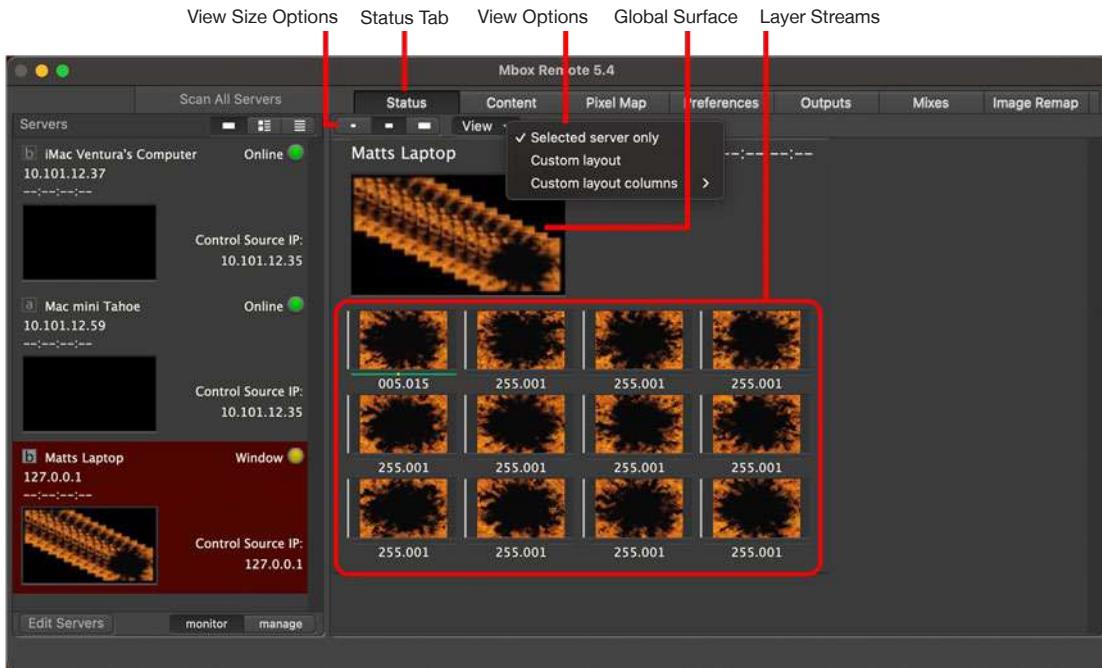 View Size Options Status Tab View Options Global Surface Layer Streams
Mbox Remote 5.4
Scan All Servers
Status Content Pixel Map Preferences Outputs Mixes Image Remap
Servers
View
✓ Selected server only
Custom layout
Custom layout columns >
b iMac Ventura's Computer Online
10.101.12.37
--:--:--:--
Control Source IP:
10.101.12.35
a Mac mini Tahoe Online
10.101.12.59
--:--:--:--
Control Source IP:
10.101.12.35
b Matts Laptop Window
127.0.0.1
--:--:--:--
Control Source IP:
127.0.0.1
Edit Servers monitor manage
Matts Laptop --:--:--
005.015 255.001 255.001 255.001
255.001 255.001 255.001 255.001
255.001 255.001 255.001 255.001